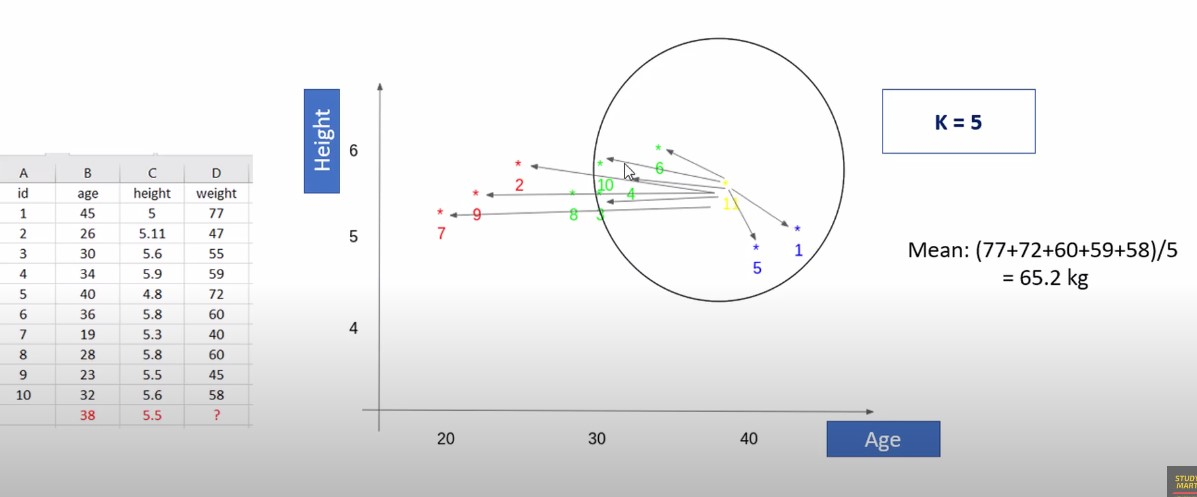 A B C D
id age height weight
1 45 5 77
2 26 5.11 47
3 30 5.6 55
4 34 5.9 59
5 40 4.8 72
6 36 5.8 60
7 19 5.3 40
8 28 5.8 60
9 23 5.5 45
10 32 5.6 58
38 5.5 ?
Height
6
5
4
20 30 40
Age
2
9
7
8
10
3
4
6
11
5
1
K = 5
Mean: (77+72+60+59+58)/5
= 65.2 kg
STUDY
MART